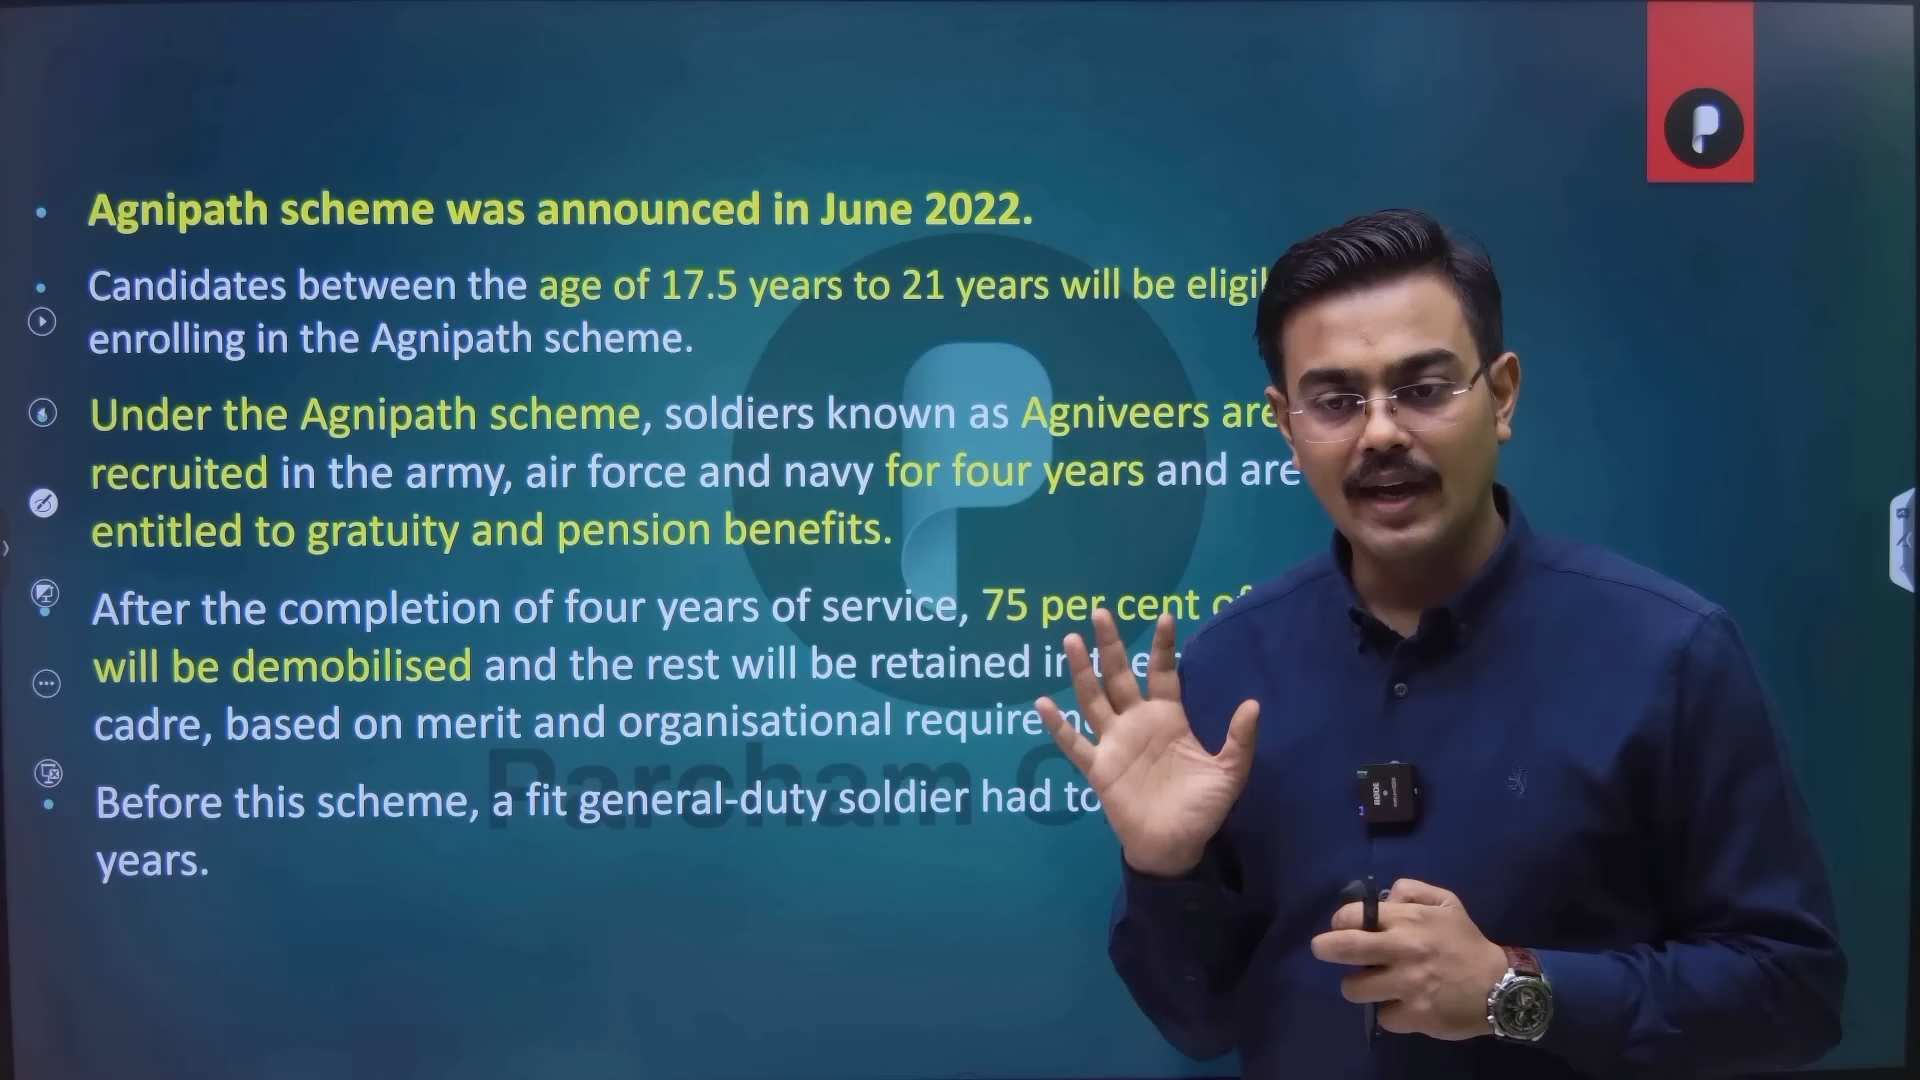 Agnipath scheme was announced in June 2022.
Candidates between the age of 17.5 years to 21 years will be
enrolling in the Agnipath scheme.
Under the Agnipath scheme, soldiers known as Agniveers are
recruited in the army, air force and navy for four years and are
entitled to gratuity and pension benefits.
After the completion of four years of service, 75 per cent
will be demobilised and the rest will be retained
cadre, based on merit and organisational
Before this scheme, a fit general-duty soldier had to
years.
Parcham
RØDE